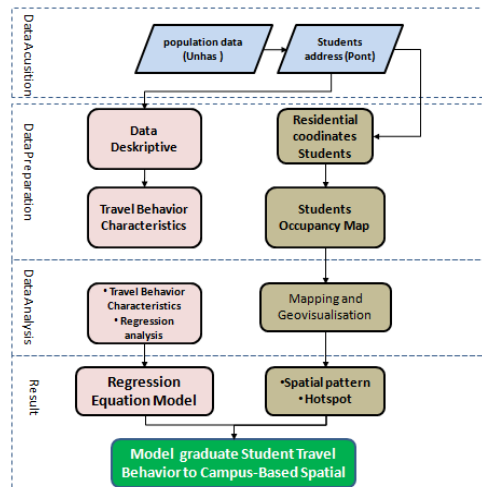 Data Acusition
population data
(Unhas )
Students
address (Pont)
Data Preparation
Data
Deskriptive
Residential
coodinates
Students
Travel Behavior
Characteristics
Students
Occupancy Map
Data Analysis
• Travel Behavior
Characteristics
• Regression
analysis
Mapping and
Geovisualisation
Result
Regression
Equation Model
•Spatial pattern
•Hotspot
Model graduate Student Travel
Behavior to Campus-Based Spatial